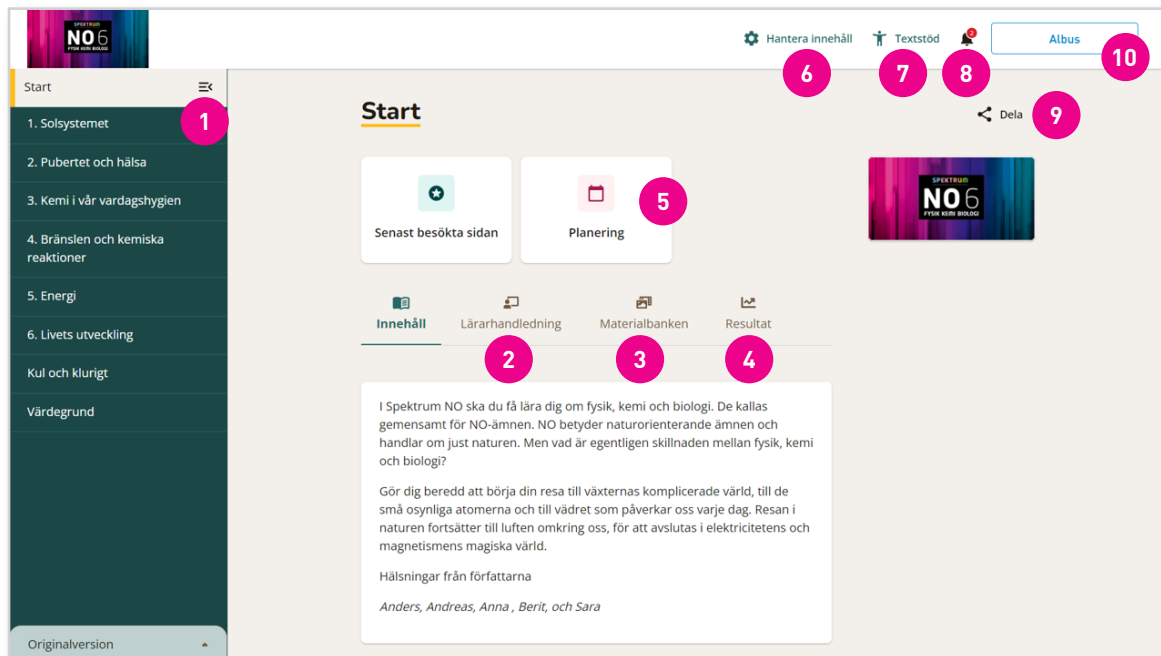 SPEKTRUM
NO 6
FYSIK KEMI BIOLOGI
Hantera innehåll
Textstöd
2
Albus
6
7
8
10
Start
1
1. Solsystemet
2. Pubertet och hälsa
3. Kemi i vår vardagshygien
4. Bränslen och kemiska
reaktioner
5. Energi
6. Livets utveckling
Kul och klurigt
Värdegrund
Originalversion
Start
Dela
9
Senast besökta sidan
Planering
5
SPEKTRUM
NO 6
FYSIK KEMI BIOLOGI
Innehåll
Lärarhandledning
Materialbanken
Resultat
2
3
4
I Spektrum NO ska du få lära dig om fysik, kemi och biologi. De kallas
gemensamt för NO-ämnen. NO betyder naturorienterande ämnen och
handlar om just naturen. Men vad är egentligen skillnaden mellan fysik, kemi
och biologi?
Gör dig beredd att börja din resa till växternas komplicerade värld, till de
små osynliga atomerna och till vädret som påverkar oss varje dag. Resan i
naturen fortsätter till luften omkring oss, för att avslutas i elektricitetens och
magnetismens magiska värld.
Hälsningar från författarna
Anders, Andreas, Anna , Berit, och Sara